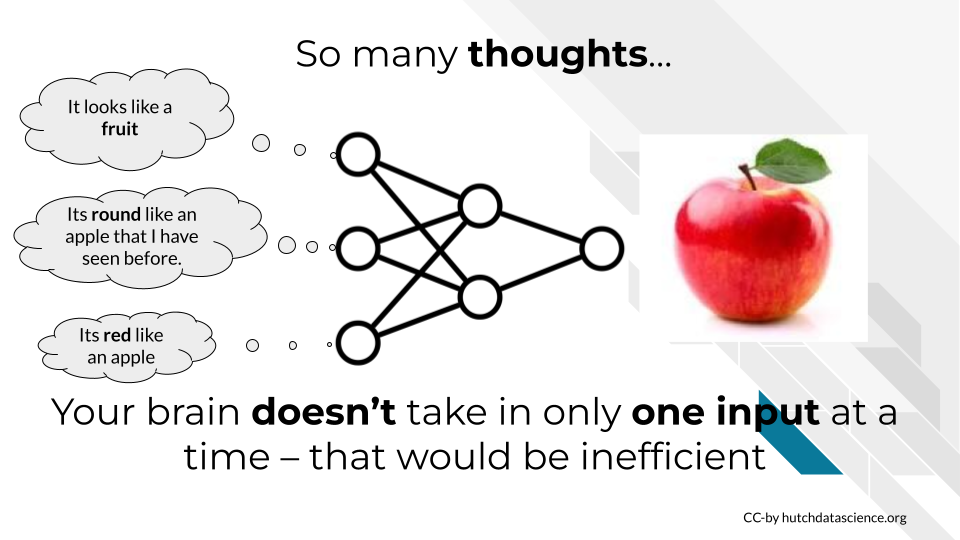 So many thoughts...
It looks like a
fruit
Its round like an
apple that I have
seen before.
Its red like
an apple
Your brain doesn’t take in only one input at a
time – that would be inefficient
CC-by hutchdatascience.org